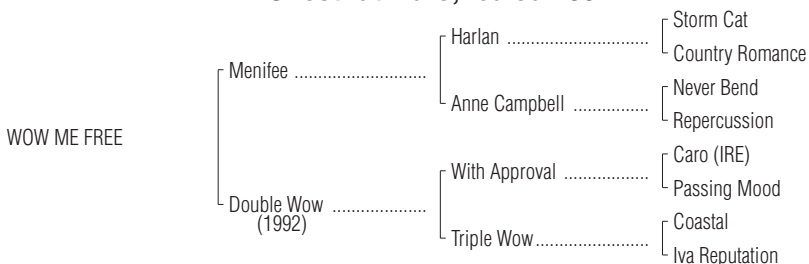 Storm Cat
Harlan ................................
Country Romance
Menifee ..............................
Never Bend
Anne Campbell .................
Repercussion
WOW ME FREE
Caro (IRE)
With Approval ...................
Passing Mood
Double Wow .....................
(1992)
Coastal
Triple Wow.........................
Iva Reputation